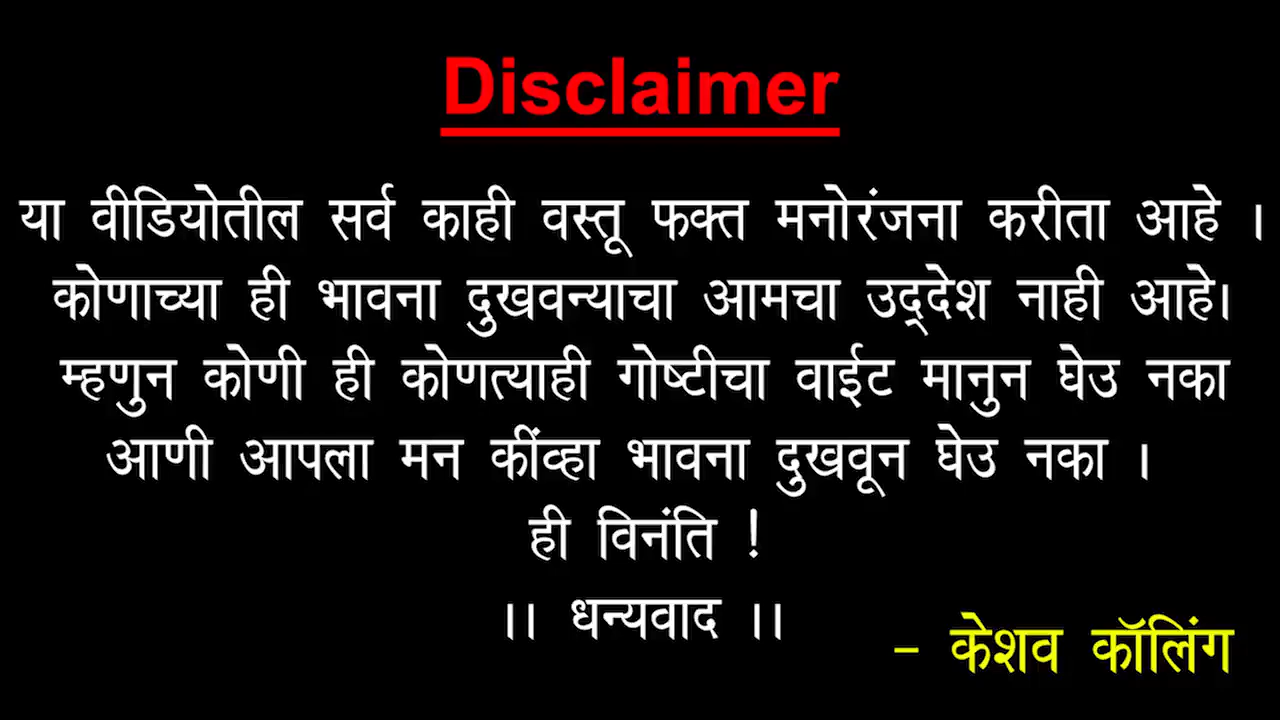 Disclaimer
या वीडियोतील सर्व काही वस्तू फक्त मनोरंजना करीता आहे ।
कोणाच्या ही भावना दुखवन्याचा आमचा उद्‌देश नाही आहे।
म्हणुन कोणी ही कोणत्याही गोष्टीचा वाईट मानुन घेउ नका
आणी आपला मन कींव्हा भावना दुखवून घेउ नका ।
ही विनंति !
।। धन्यवाद ।।
- केशव कॉलिंग